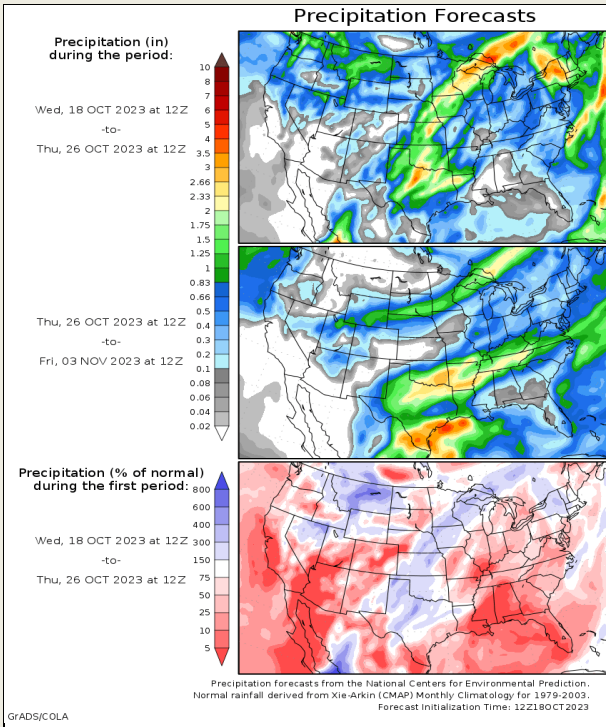 Precipitation Forecasts
Precipitation (in)
during the period:
Wed, 18 OCT 2023 at 12Z
-to-
Thu, 26 OCT 2023 at 12Z
10
8
7
6
5
4
3.5
3
2.66
2.33
2
1.75
1.5
1.25
1
0.83
0.66
0.5
0.4
0.3
0.2
0.1
0.08
0.06
0.04
0.02
Thu, 26 OCT 2023 at 12Z
-to-
Fri, 03 NOV 2023 at 12Z
Precipitation (% of normal)
during the first period:
Wed, 18 OCT 2023 at 12Z
-to-
Thu, 26 OCT 2023 at 12Z
800
600
400
300
150
75
50
25
10
5
Precipitation forecasts from the National Centers for Environmental Prediction.
Normal rainfall derived from Xie-Arkin (CMAP) Monthly Climatology for 1979-2003.
Forecast Initialization Time: 12Z18OCT2023
GrADS/COLA